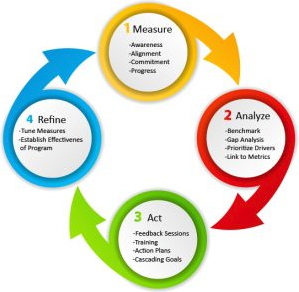 1 Measure
-Awareness
-Alignment
-Commitment
-Progress
2 Analyze
-Benchmark
-Gap Analysis
-Prioritize Drivers
-Link to Metrics
3 Act
-Feedback Sessions
-Training
-Action Plans
-Cascading Goals
4 Refine
-Tune Measures
-Establish Effectivenes
of Program